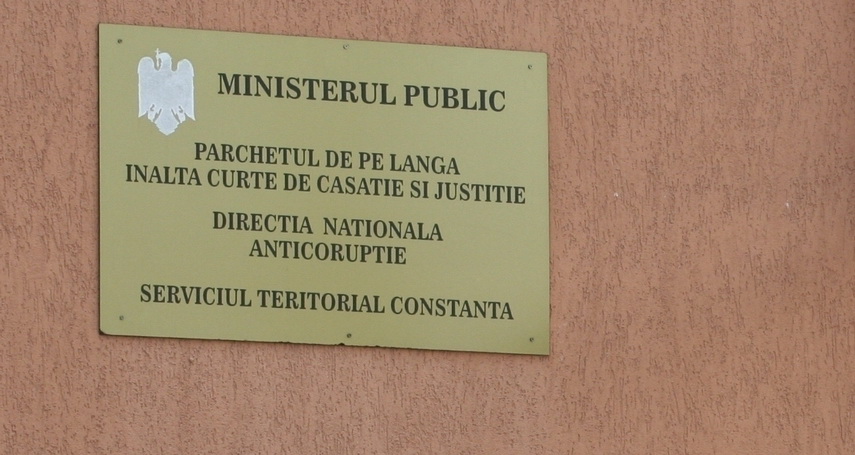 MINISTERUL PUBLIC
PARCHETUL DE PE LANGA
INALTA CURTE DE CASATIE SI JUSTITIE
DIRECTIA NATIONALA
ANTICORUPTIE
SERVICIUL TERITORIAL CONSTANTA